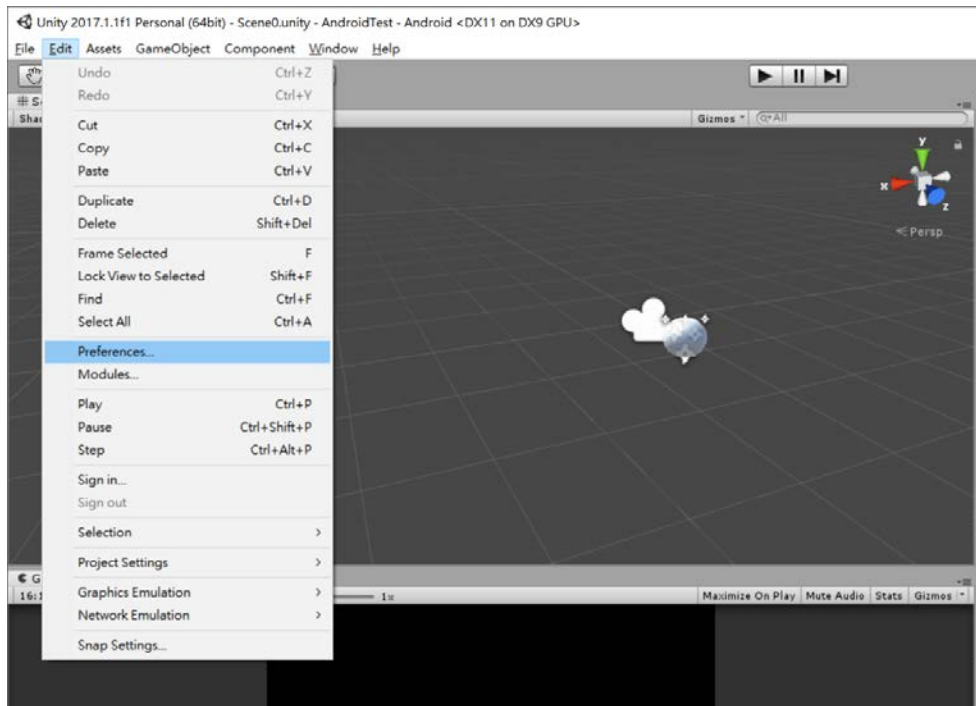 Unity 2017.1.1f1 Personal (64bit) - Scene0.unity - AndroidTest - Android <DX11 on DX9 GPU>
File Edit Assets GameObject Component Window Help
Undo Ctrl+Z
Redo Ctrl+Y
Cut Ctrl+X
Copy Ctrl+C
Paste Ctrl+V
Duplicate Ctrl+D
Delete Shift+Del
Frame Selected F
Lock View to Selected Shift+F
Find Ctrl+F
Select All Ctrl+A
Preferences...
Modules...
Play Ctrl+P
Pause Ctrl+Shift+P
Step Ctrl+Alt+P
Sign in...
Sign out
Selection >
Project Settings >
Graphics Emulation >
Network Emulation >
Snap Settings...
Gizmos All
y
x
z
Persp
1x Maximize On Play Mute Audio Stats Gizmos